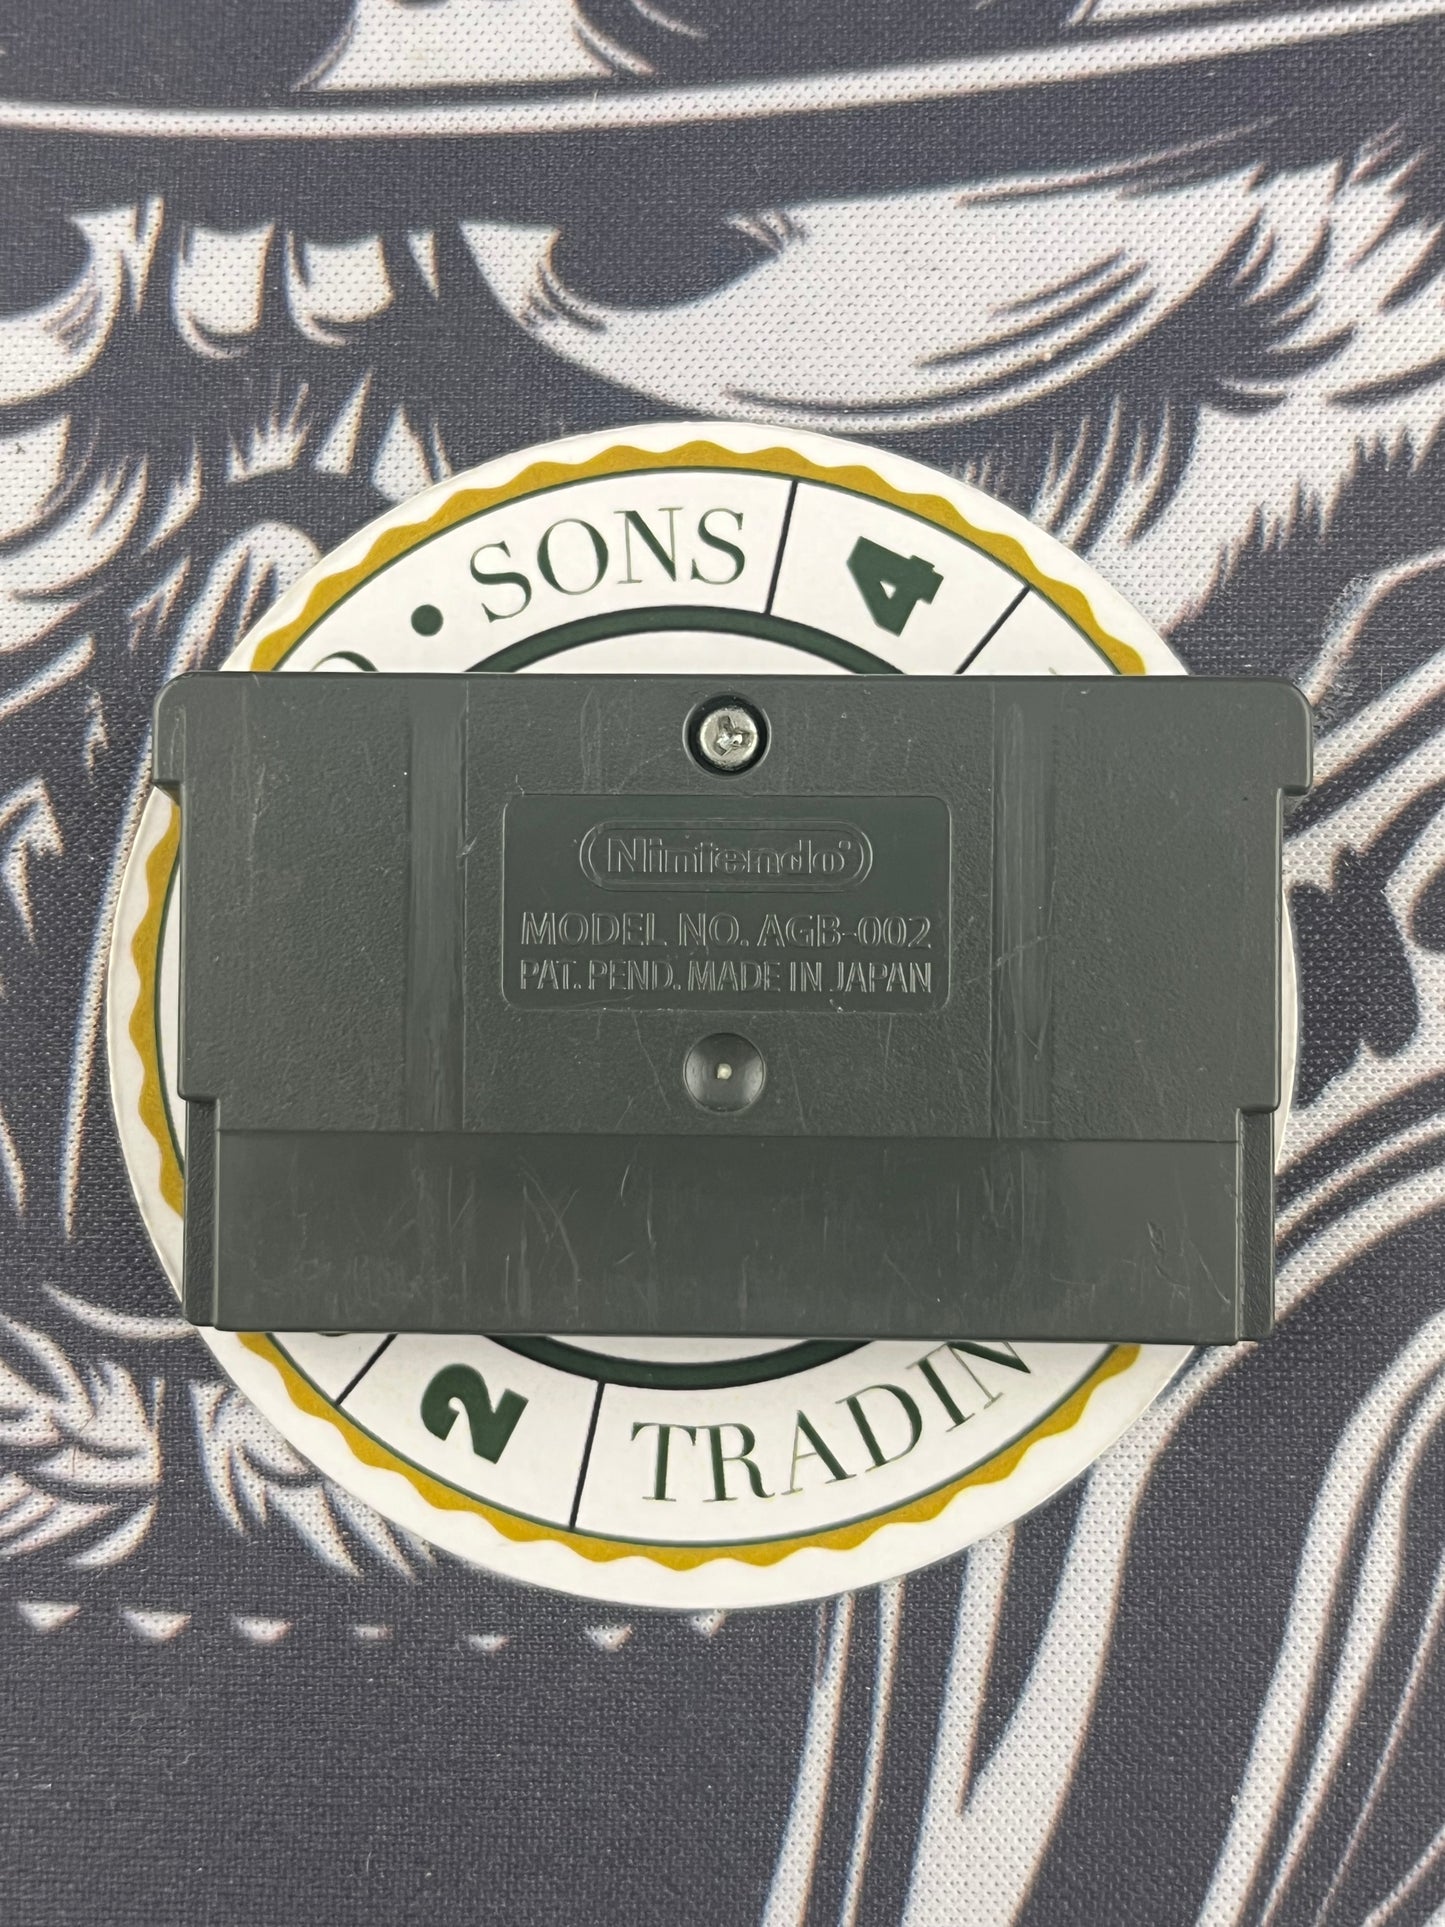 • SONS
4
Nintendo®
MODEL NO. AGB-002
PAT. PEND. MADE IN JAPAN
2
TRADIN